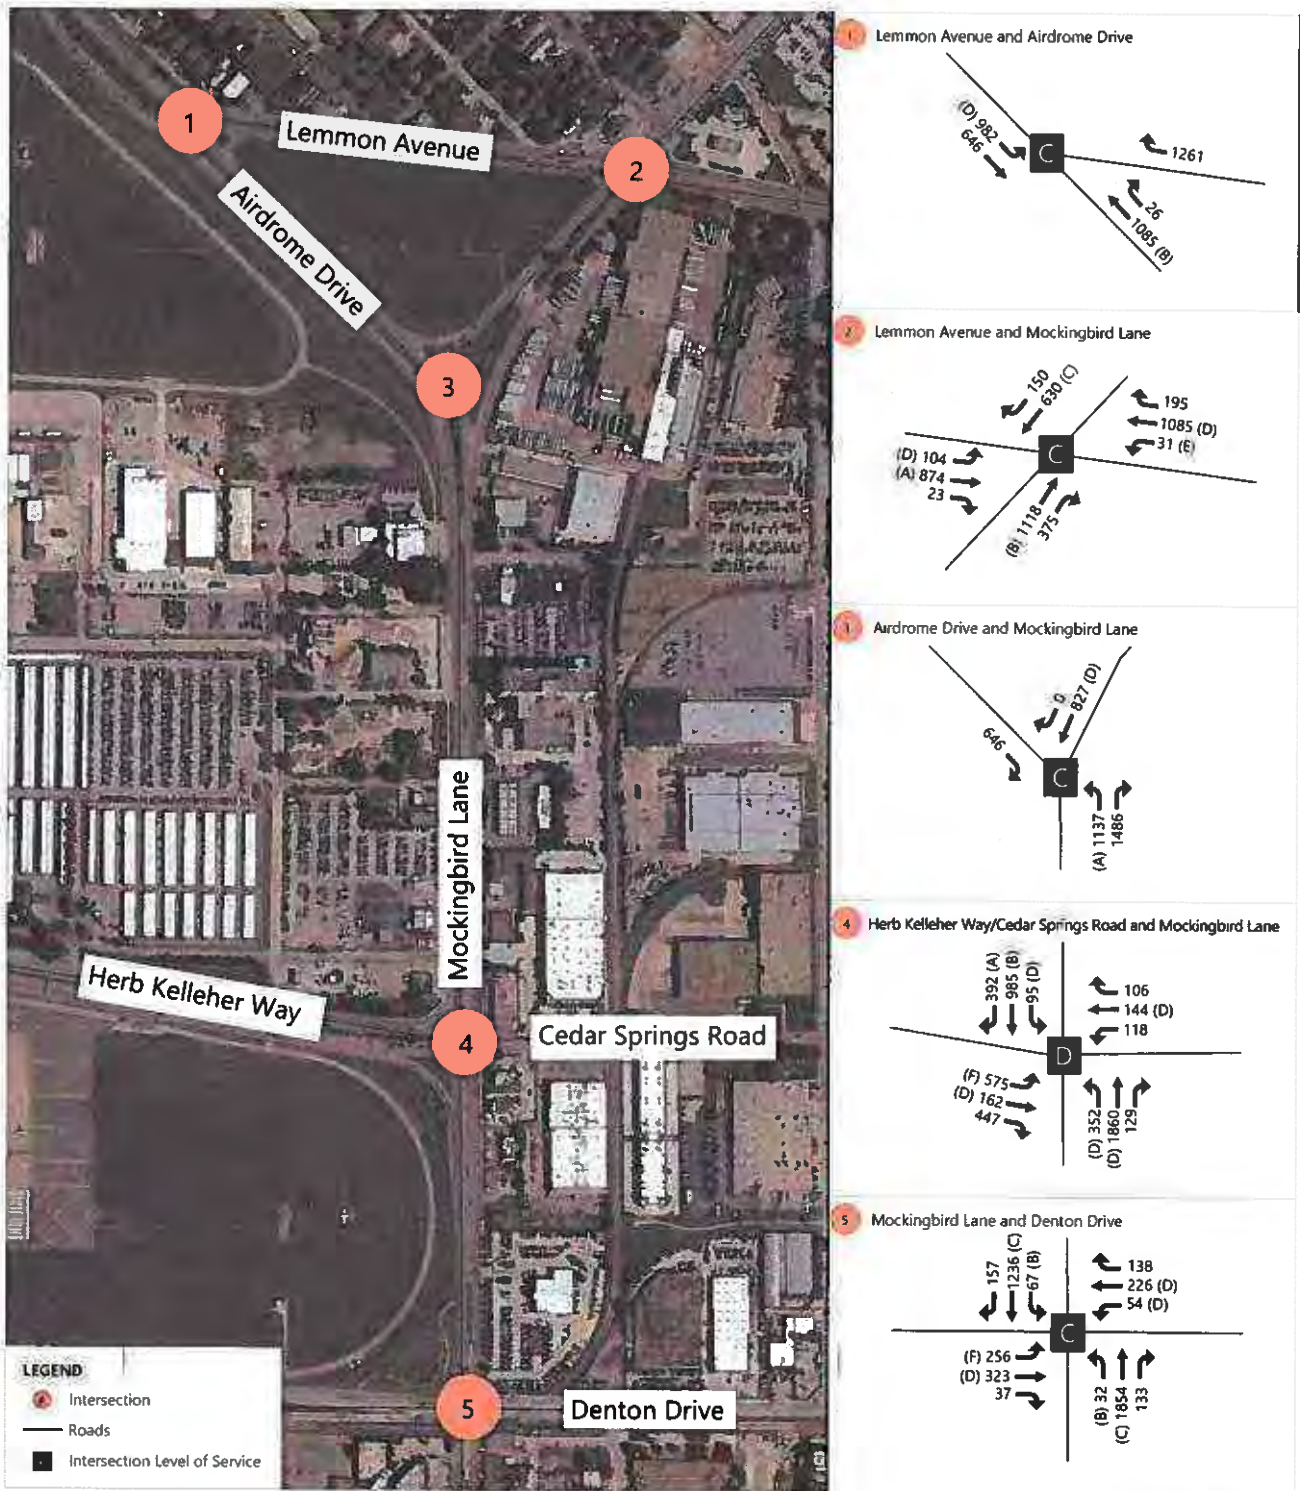 1
Lemmon Avenue
2
Airdrome Drive
3
Mockingbird Lane
Herb Kelleher Way
4
Cedar Springs Road
5
Denton Drive
LEGEND
Intersection
Roads
Intersection Level of Service
1 Lemmon Avenue and Airdrome Drive
(D) 982
646
C
1261
26
1085 (B)
2 Lemmon Avenue and Mockingbird Lane
150
630 (C)
195
1085 (D)
31 (E)
C
(D) 104
(A) 874
23
(B) 1118
375
Airdrome Drive and Mockingbird Lane
0
827 (D)
646
C
(A) 1137
1486
4 Herb Kelleher Way/Cedar Springs Road and Mockingbird Lane
392 (A)
985 (B)
95 (D)
106
144 (D)
118
D
(F) 575
(D) 162
447
(D) 352
(D) 1860
129
5 Mockingbird Lane and Denton Drive
157
1236 (C)
67 (B)
138
226 (D)
54 (D)
C
(F) 256
(D) 323
37
(B) 32
(C) 1854
133